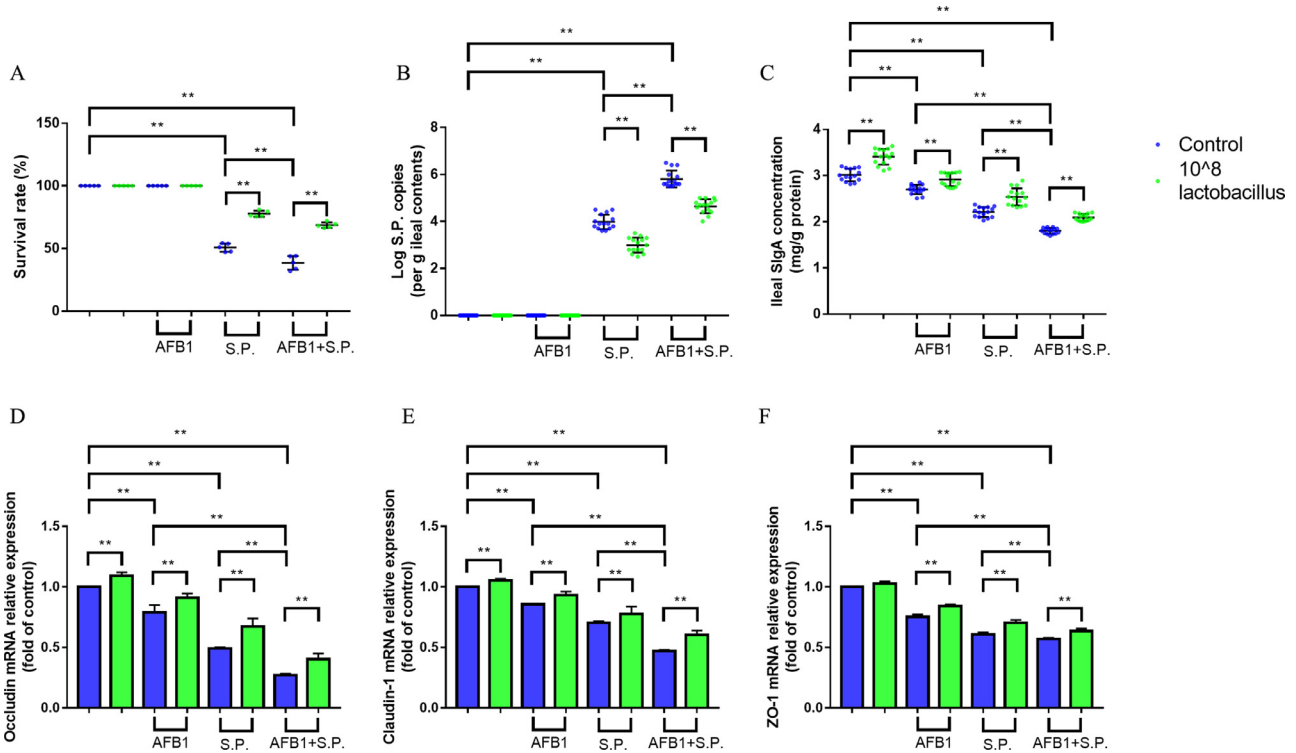 A
Survival rate (%)
150
100
50
0
**
**
**
**
**
**
AFB1
S.P.
AFB1+S.P.
B
Log S.P. copies
(per g ileal contents)
8
6
4
2
0
**
**
**
**
**
AFB1
S.P.
AFB1+S.P.
C
Ileal SIgA concentration
(mg/g protein)
4
3
2
1
0
**
**
**
**
**
**
**
**
**
AFB1
S.P.
AFB1+S.P.
Control
10^8
lactobacillus
D
Occludin mRNA relative expression
(fold of control)
1.5
1.0
0.5
0.0
**
**
**
**
**
**
**
**
**
AFB1
S.P.
AFB1+S.P.
E
Claudin-1 mRNA relative expression
(fold of control)
1.5
1.0
0.5
0.0
**
**
**
**
**
**
**
**
**
AFB1
S.P.
AFB1+S.P.
F
ZO-1 mRNA relative expression
(fold of control)
1.5
1.0
0.5
0.0
**
**
**
**
**
**
**
**
AFB1
S.P.
AFB1+S.P.